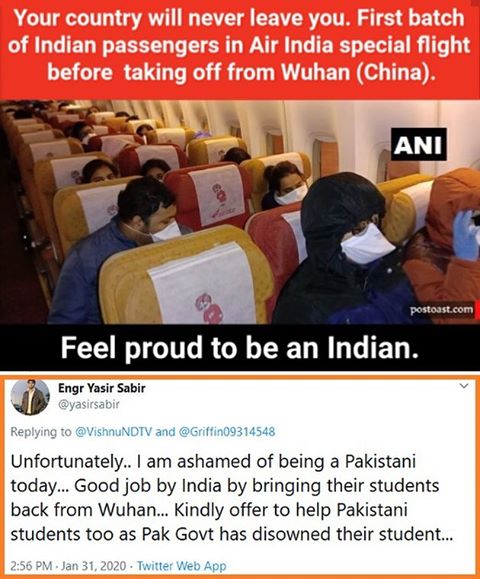 Your country will never leave you. First batch
of Indian passengers in Air India special flight
before taking off from Wuhan (China).
ANI
postoast.com
Feel proud to be an Indian.
Engr Yasir Sabir
@yasirsabir
Replying to @VishnuNDTV and @Griffin09314548
Unfortunately.. I am ashamed of being a Pakistani
today... Good job by India by bringing their students
back from Wuhan... Kindly offer to help Pakistani
students too as Pak Govt has disowned their student...
2:56 PM · Jan 31, 2020 · Twitter Web App